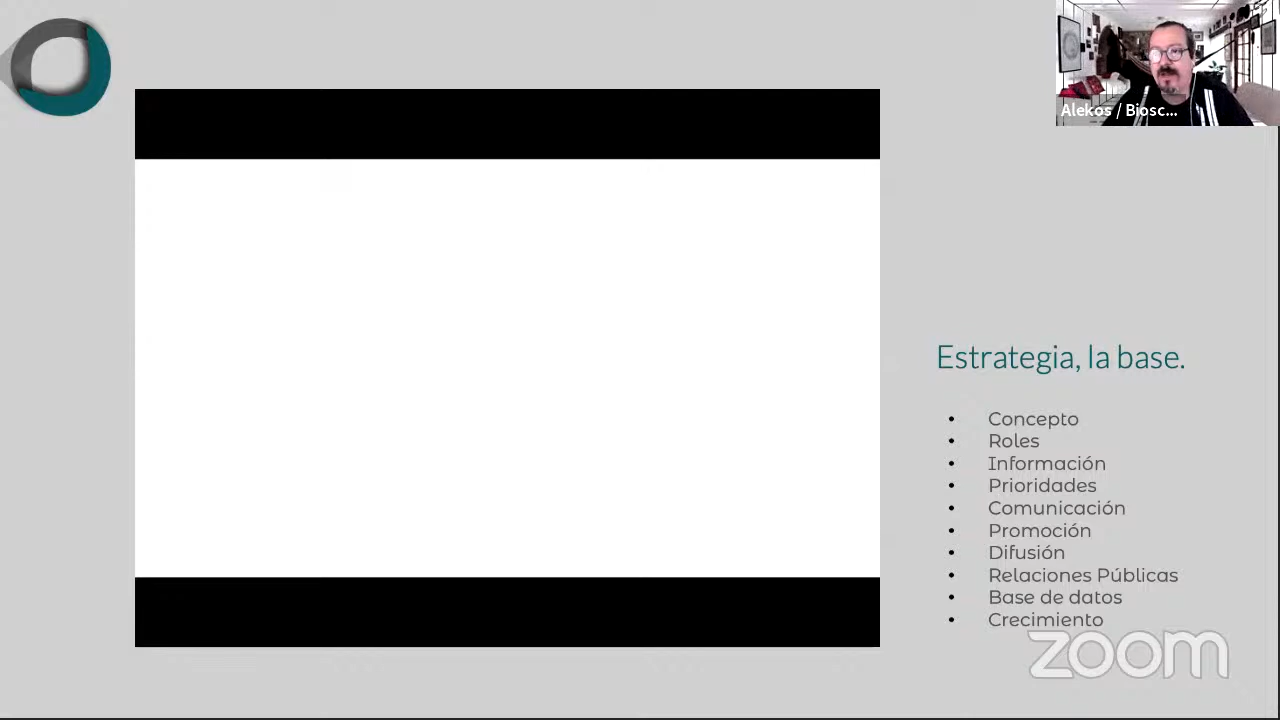 Alekos / Biosc...
Estrategia, la base.
• Concepto
• Roles
• Información
• Prioridades
• Comunicación
• Promoción
• Difusión
• Relaciones Públicas
• Base de datos
• Crecimiento
zoom